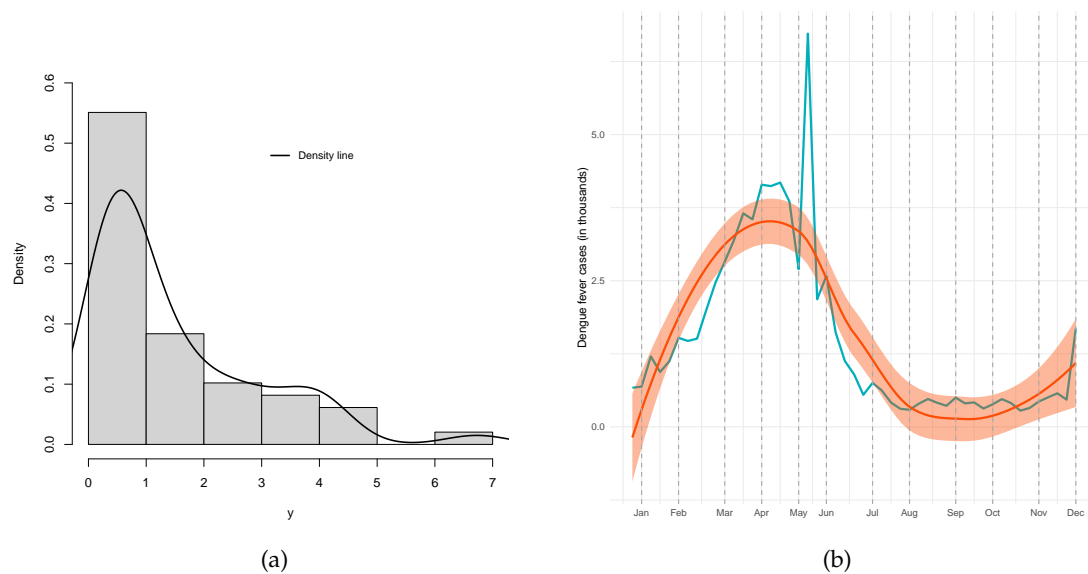 0.0
0.1
0.2
0.3
0.4
0.5
0.6
Density
Density line
0 1 2 3 4 5 6 7
y
(a)
Dengue fever cases (in thousands)
5.0
2.5
0.0
Jan Feb Mar Apr May Jun Jul Aug Sep Oct Nov Dec
(b)